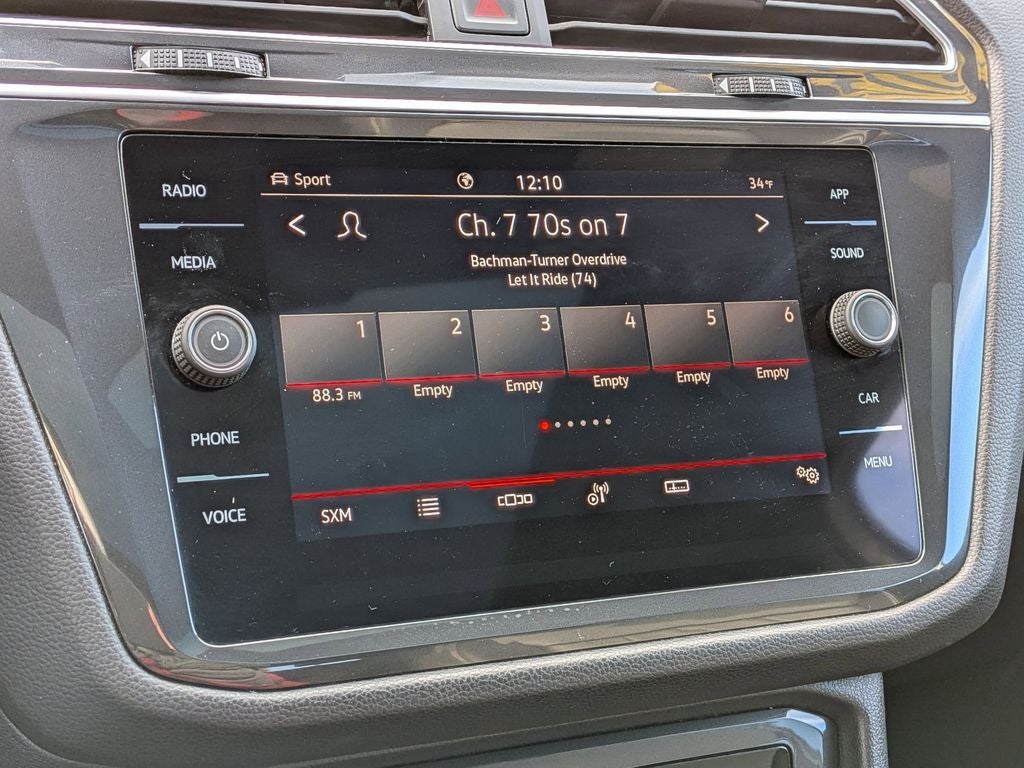 RADIO
MEDIA
PHONE
VOICE
Sport 12:10 34°F
Ch. 7 70s on 7
Bachman-Turner Overdrive
Let It Ride (74)
1 2 3 4 5 6
88.3 FM Empty Empty Empty Empty Empty
SXM
APP
SOUND
CAR
MENU